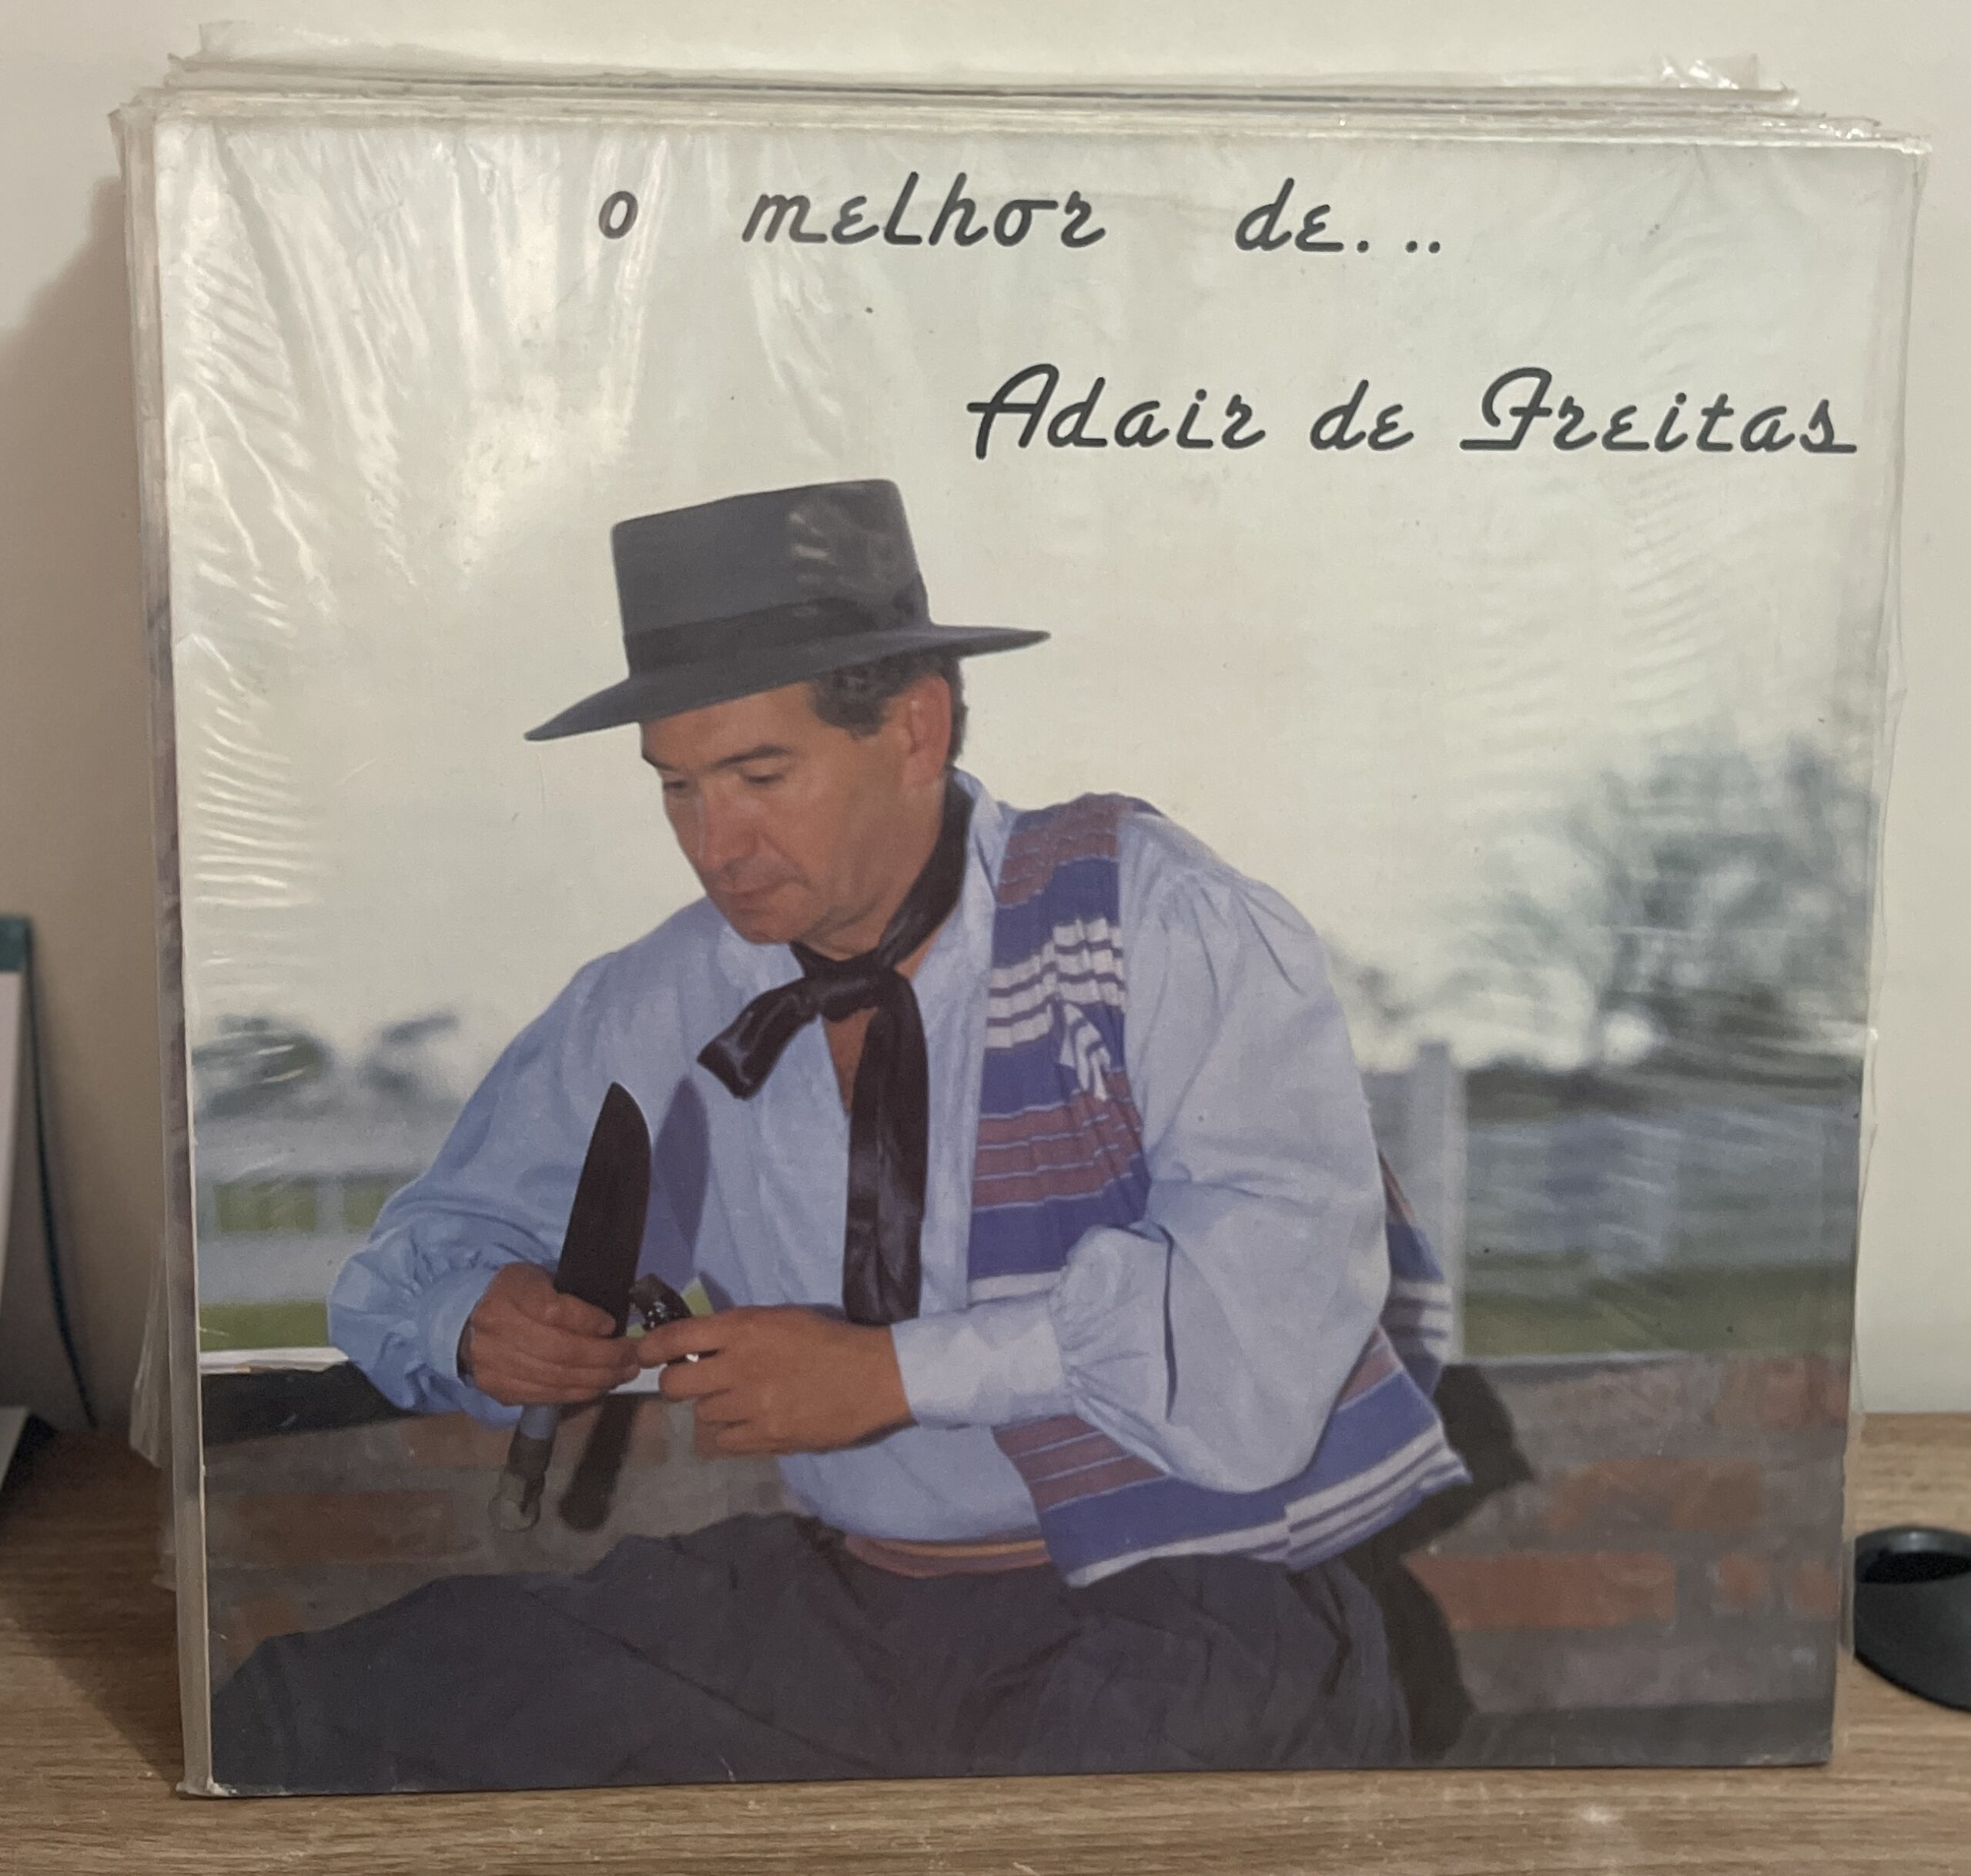 o melhor de...
Adair de Freitas